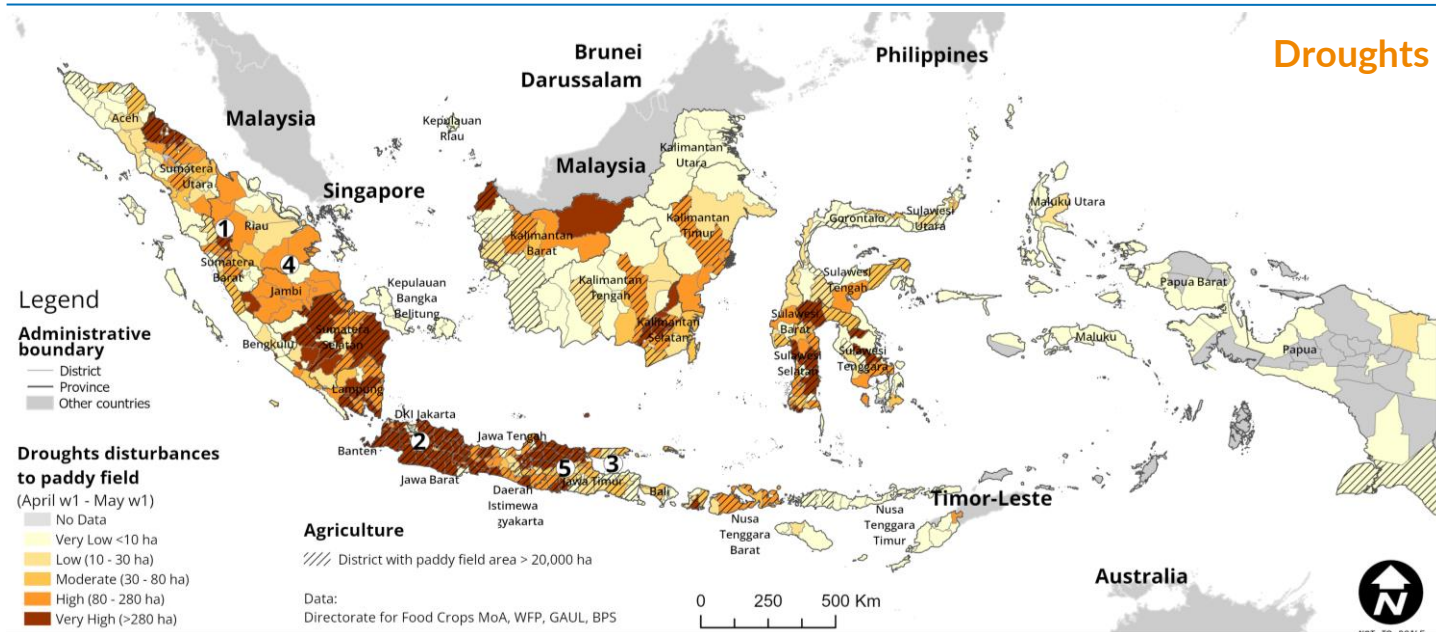 Droughts
Brunei
Darussalam
Philippines
Malaysia
Malaysia
Singapore
Aceh
Sumatera
Utara
Riau
Kepulauan
Riau
1
4
Sumatera
Barat
Jambi
Kepulauan
Bangka
Belitung
Sumatera
Selatan
Bengkulu
Lampung
Kalimantan
Utara
Kalimantan
Timur
Kalimantan
Barat
Kalimantan
Tengah
Kalimantan
Selatan
Gorontalo
Sulawesi
Utara
Sulawesi
Tengah
Sulawesi
Barat
Sulawesi
Selatan
Sulawesi
Tenggara
Maluku Utara
Maluku
Papua Barat
Papua
DKI Jakarta
Banten
2
Jawa Barat
Jawa Tengah
Daerah
Istimewa
5
3
Jawa Timur
Bali
Nusa
Tenggara
Barat
Nusa
Tenggara
Timur
Timor-Leste
Australia
Legend
Administrative
boundary
District
Province
Other countries
Droughts disturbances
to paddy field
(April w1 - May w1)
No Data
Very Low <10 ha
Low (10 - 30 ha)
Moderate (30 - 80 ha)
High (80 - 280 ha)
Very High (>280 ha)
Agriculture
District with paddy field area > 20,000 ha
Data:
Directorate for Food Crops MoA, WFP, GAUL, BPS
0 250 500 Km
N